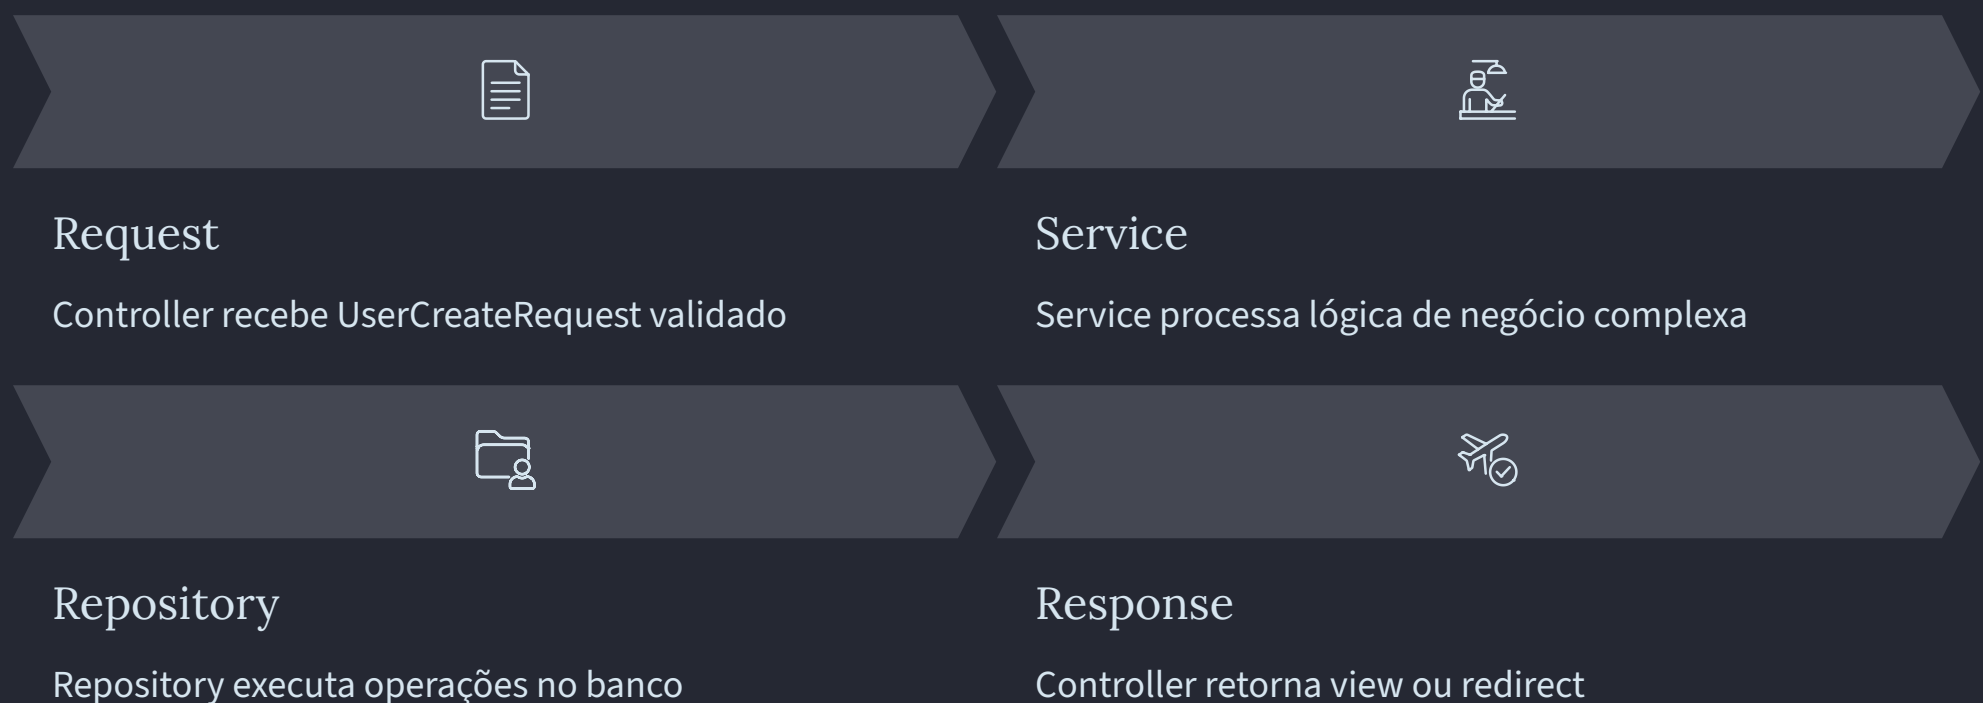 Request
Controller recebe UserCreateRequest validado
Service
Service processa lógica de negócio complexa
Repository
Repository executa operações no banco
Response
Controller retorna view ou redirect